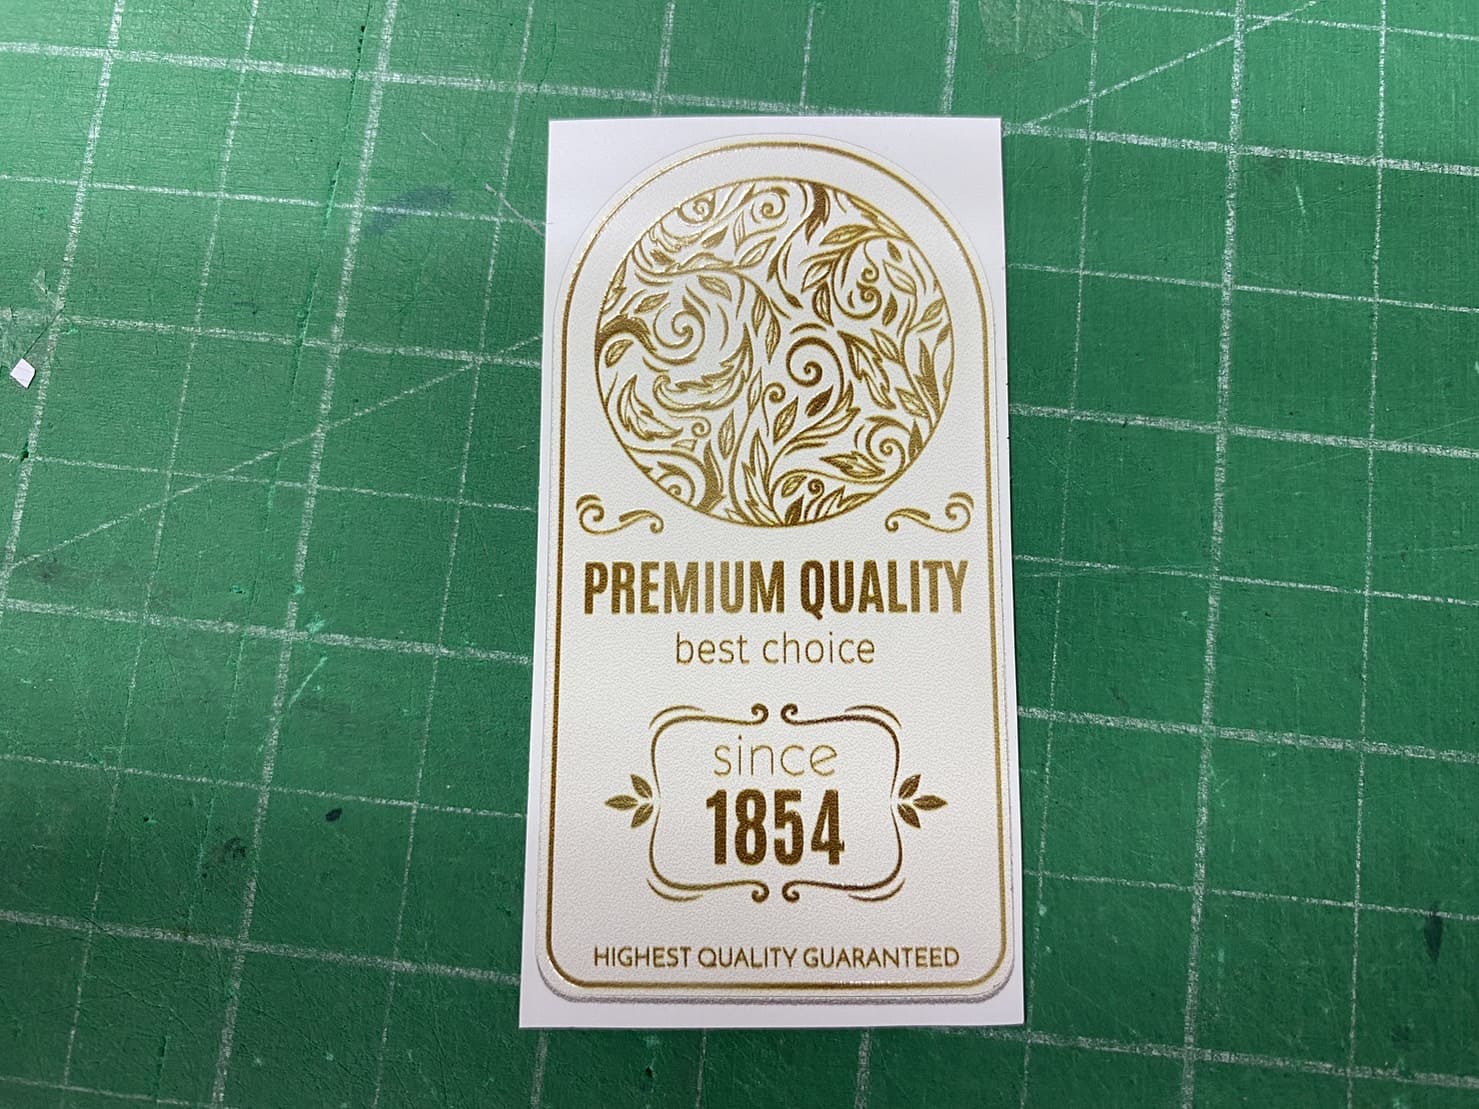 PREMIUM QUALITY
best choice
since
1854
HIGHEST QUALITY GUARANTEED